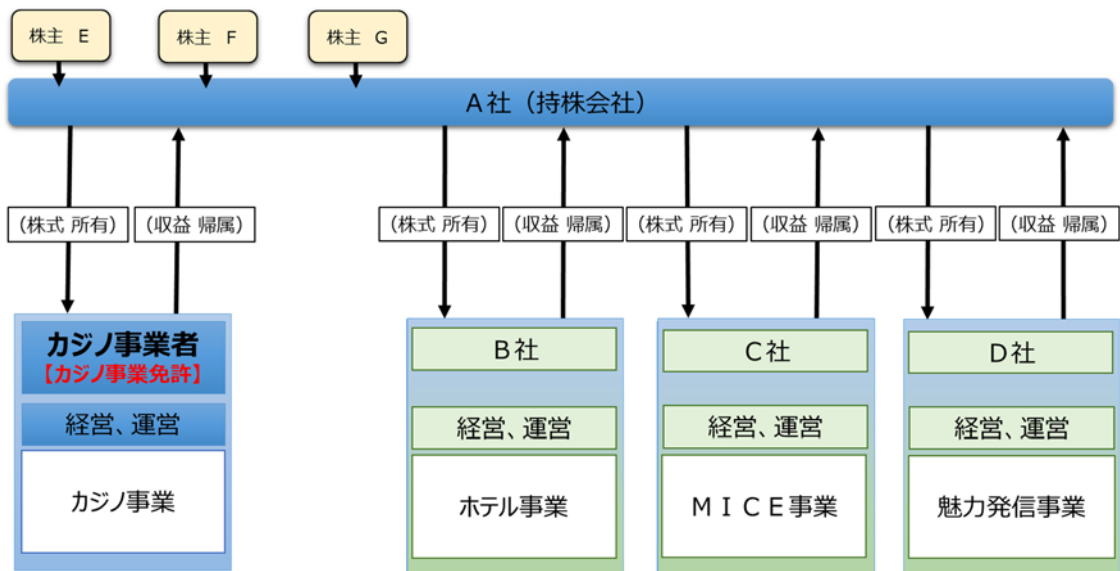 株主 E
株主 F
株主 G
A社（持株会社）
（株式 所有）
（収益 帰属）
（株式 所有）
（収益 帰属）
（株式 所有）
（収益 帰属）
（株式 所有）
（収益 帰属）
カジノ事業者
【カジノ事業免許】
経営、運営
カジノ事業
B社
経営、運営
ホテル事業
C社
経営、運営
ＭＩＣＥ事業
D社
経営、運営
魅力発信事業